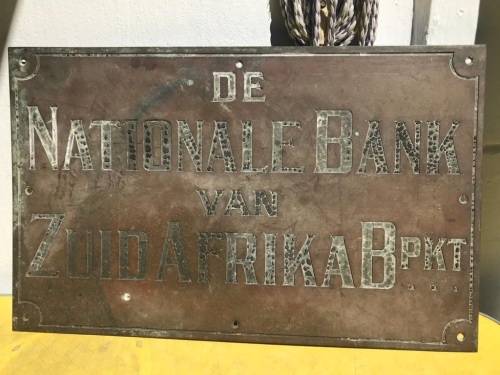 DE
NATIONALE BANK
VAN
ZUID AFRIKA BPKT